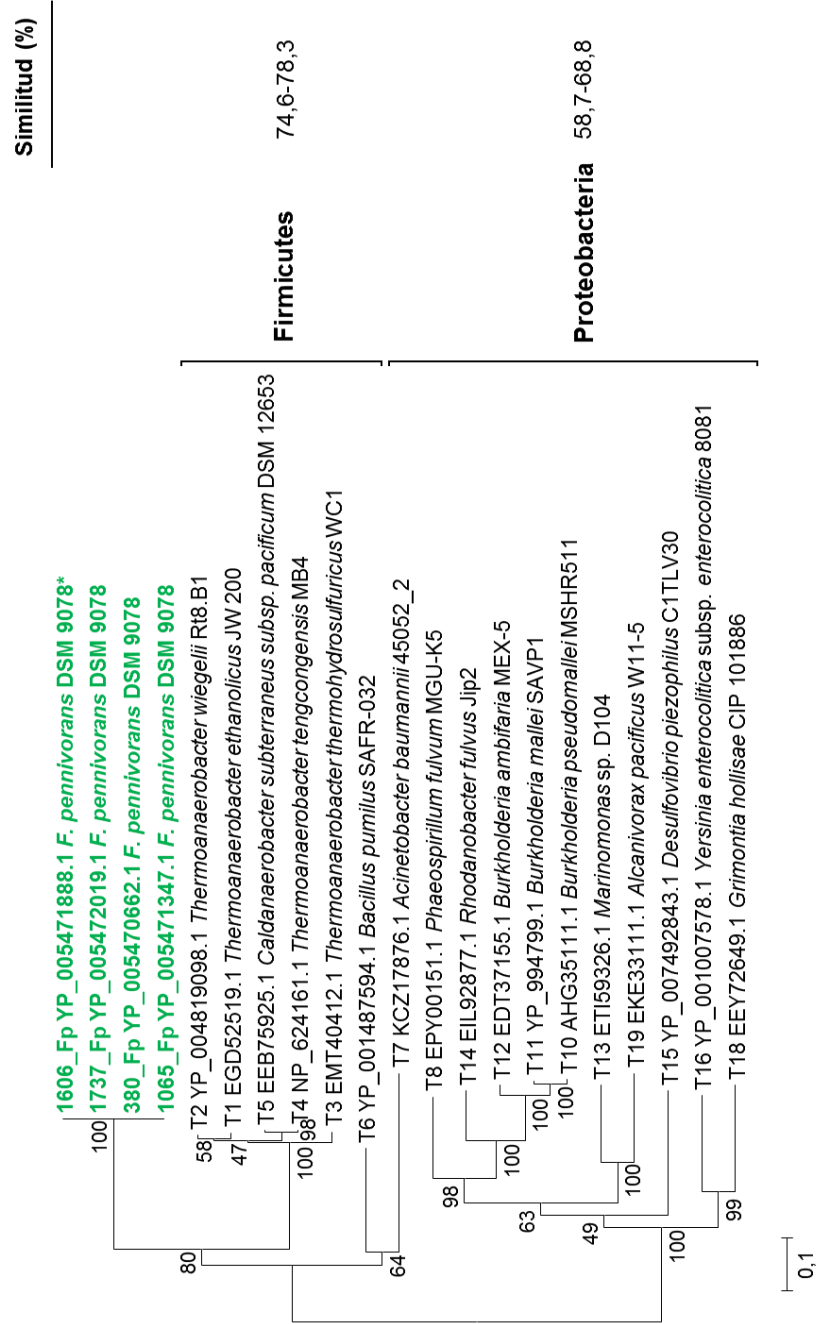 Similitud (%)
1606_Fp YP_005471888.1 F. pennivorans DSM 9078*
1737_Fp YP_005472019.1 F. pennivorans DSM 9078
380_Fp YP_005470662.1 F. pennivorans DSM 9078
1065_Fp YP_005471347.1 F. pennivorans DSM 9078
T2 YP_004819098.1 Thermoanaerobacter wiegelii Rt8.B1
T1 EGD52519.1 Thermoanaerobacter ethanolicus JW 200
T5 EEB75925.1 Caldanaerobacter subterraneus subsp. pacificum DSM 12653
T4 NP_624161.1 Thermoanaerobacter tengcongensis MB4
T3 EMT40412.1 Thermoanaerobacter thermohydrosulfuricus WC1
T6 YP_001487594.1 Bacillus pumilus SAFR-032
T7 KCZ17876.1 Acinetobacter baumannii 45052_2
T8 EPY00151.1 Phaeospirillum fulvum MGU-K5
T14 EIL92877.1 Rhodanobacter fulvus Jip2
T12 EDT37155.1 Burkholderia ambifaria MEX-5
T11 YP_994799.1 Burkholderia mallei SAVP1
T10 AHG35111.1 Burkholderia pseudomallei MSHR511
T13 ETI59326.1 Marinomonas sp. D104
T19 EKE33111.1 Alcanivorax pacificus W11-5
T15 YP_007492843.1 Desulfovibrio piezophilus C1TLV30
T16 YP_001007578.1 Yersinia enterocolitica subsp. enterocolitica 8081
T18 EEY72649.1 Grimontia hollisae CIP 101886
Firmicutes
74,6-78,3
Proteobacteria
58,7-68,8
100
58
47
98
100
80
64
98
100
100
100
100
63
49
100
99
0,1